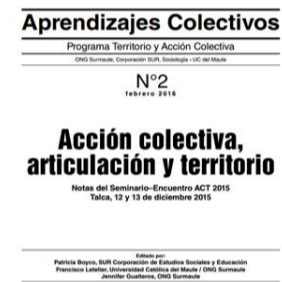 Aprendizajes Colectivos
Programa Territorio y Acción Colectiva
ONG Surmaule, Corporación SUR, Sociología - UC del Maule
N°2
febrero 2016
Acción colectiva,
articulación y territorio
Notas del Seminario–Encuentro ACT 2015
Talca, 12 y 13 de diciembre 2015
Editado por:
Patricia Boyco, SUR Corporación de Estudios Sociales y Educación
Francisco Letelier, Universidad Católica del Maule / ONG Surmaule
Jennifer Gualteros, ONG Surmaule